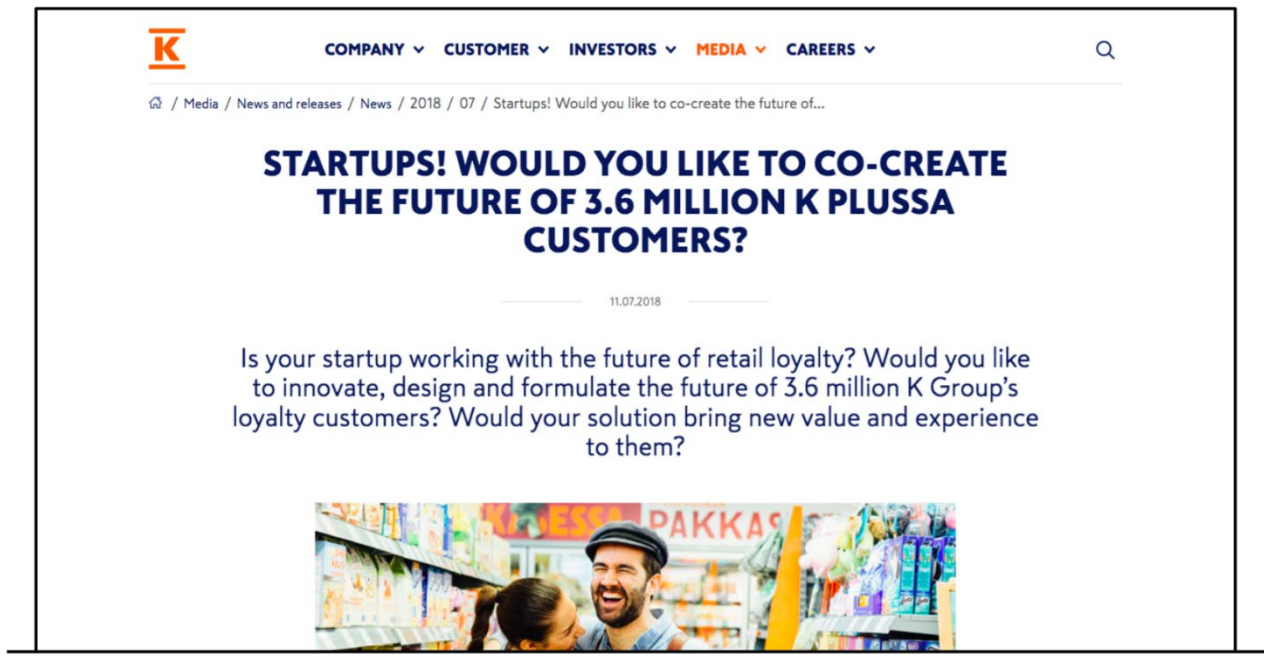 K
COMPANY CUSTOMER INVESTORS MEDIA CAREERS
/ Media / News and releases / News / 2018 / 07 / Startups! Would you like to co-create the future of...
STARTUPS! WOULD YOU LIKE TO CO-CREATE
THE FUTURE OF 3.6 MILLION K PLUSSA
CUSTOMERS?
11.07.2018
Is your startup working with the future of retail loyalty? Would you like
to innovate, design and formulate the future of 3.6 million K Group’s
loyalty customers? Would your solution bring new value and experience
to them?